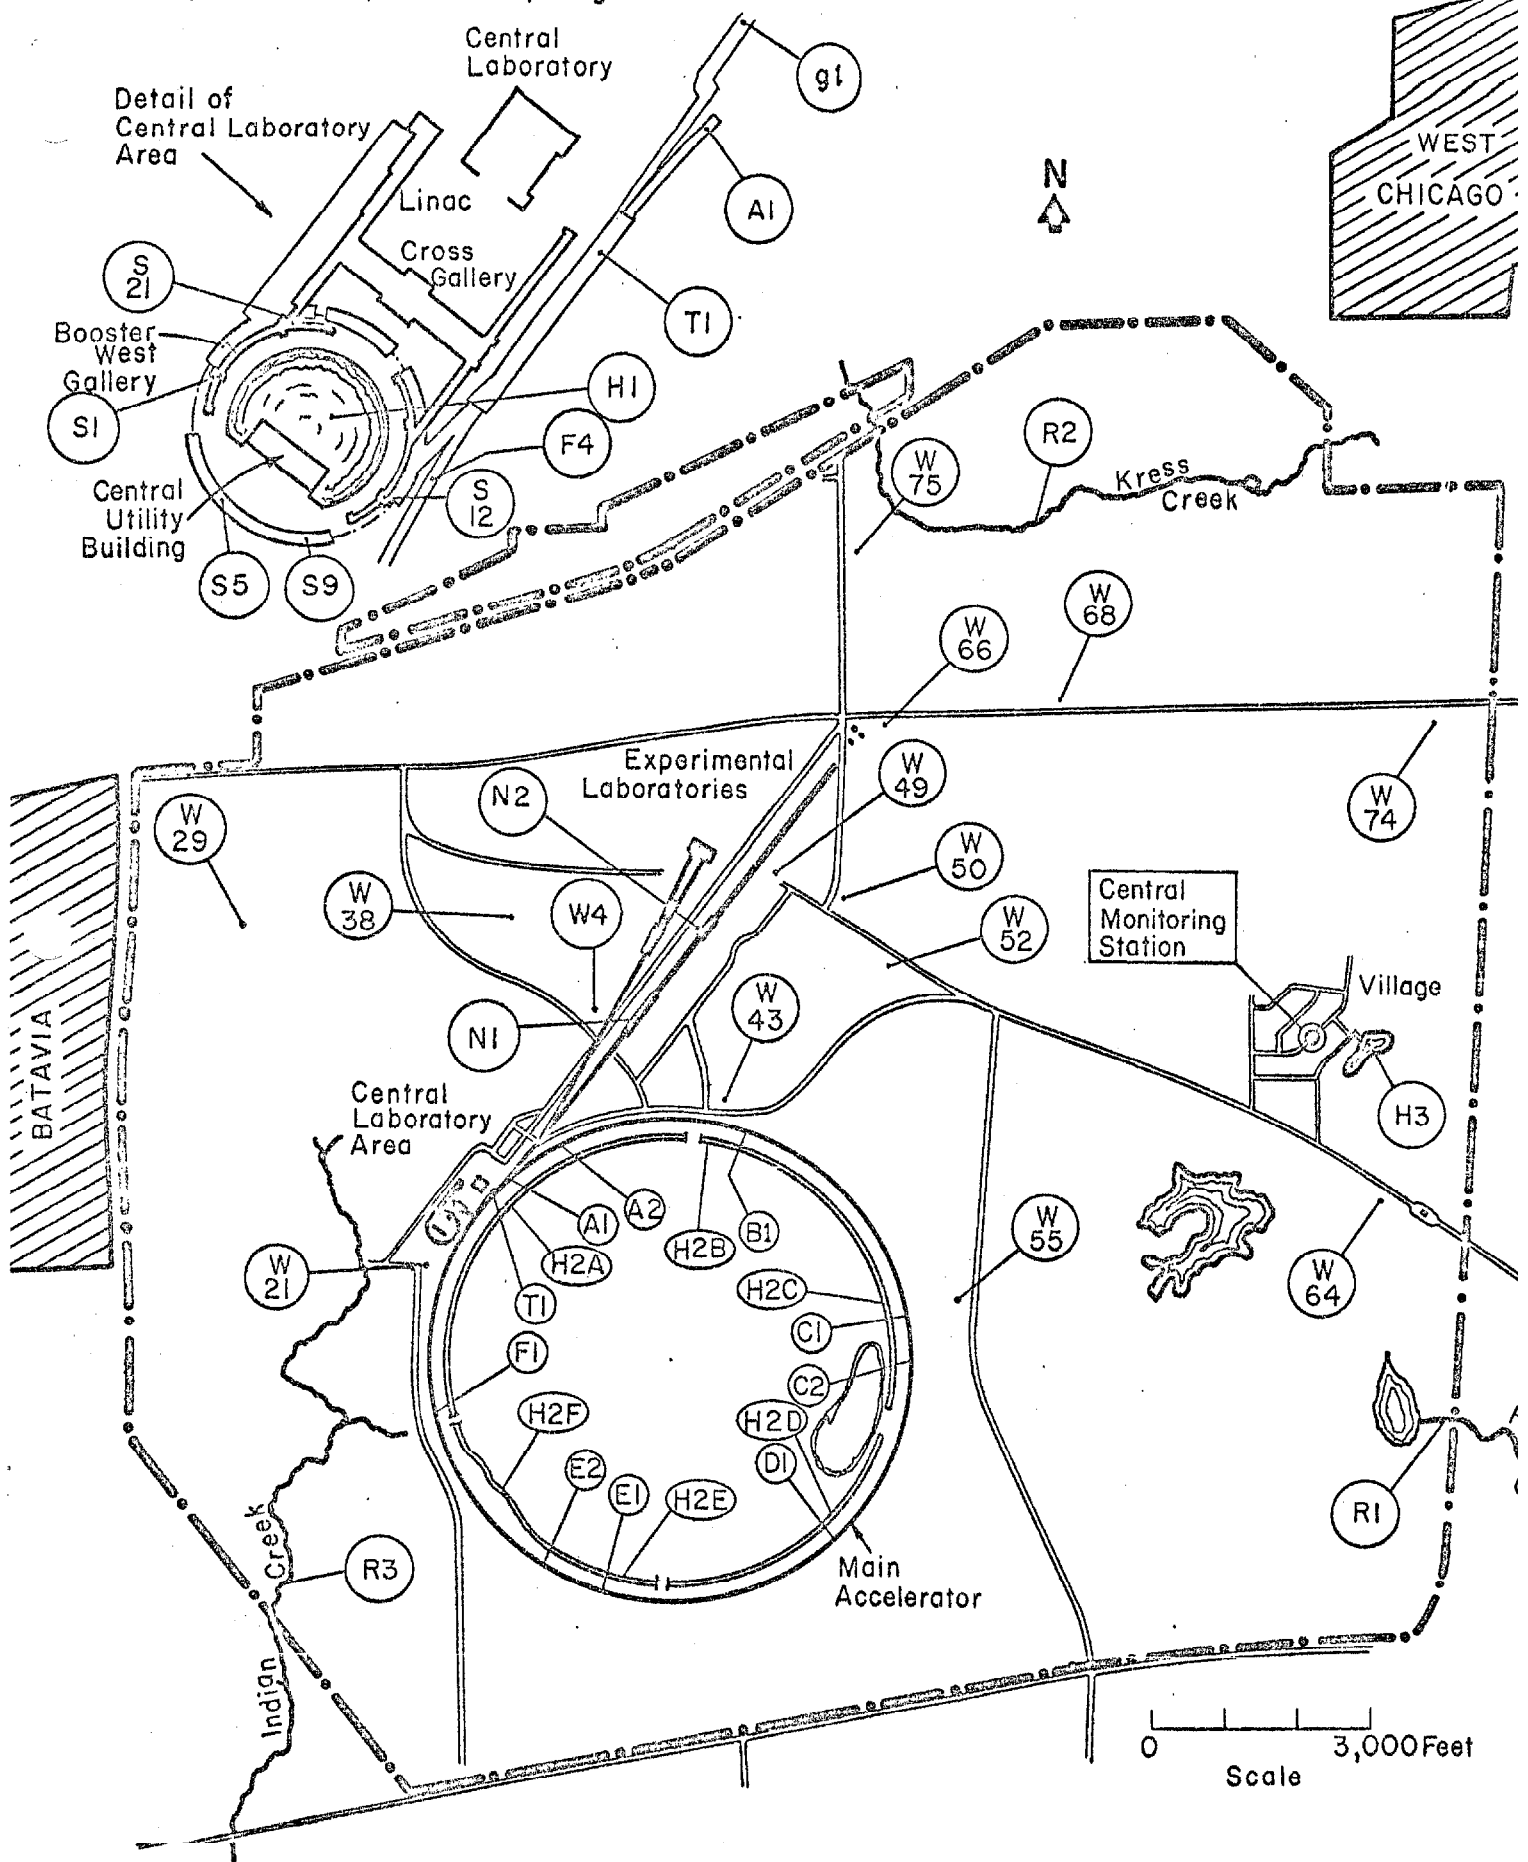 Central
Laboratory
g1
Detail of
Central Laboratory
Area
WEST
CHICAGO
N
Linac
A1
Cross
Gallery
S
21
T1
Booster
West
Gallery
H1
S1
F4
R2
W
75
Kress
Creek
Central
Utility
Building
S
12
S5
S9
W
68
W
66
Experimental
Laboratories
N2
W
49
W
74
W
29
W
38
W4
W
50
W
52
Central
Monitoring
Station
Village
N1
W
43
BATAVIA
Central
Laboratory
Area
H3
A2
A1
B1
H2B
H2A
W
55
W
21
T1
H2C
W
64
C1
F1
C2
H2F
H2D
E2
D1
E1
H2E
R1
Creek
R3
Main
Accelerator
Indian
0
3,000 Feet
Scale